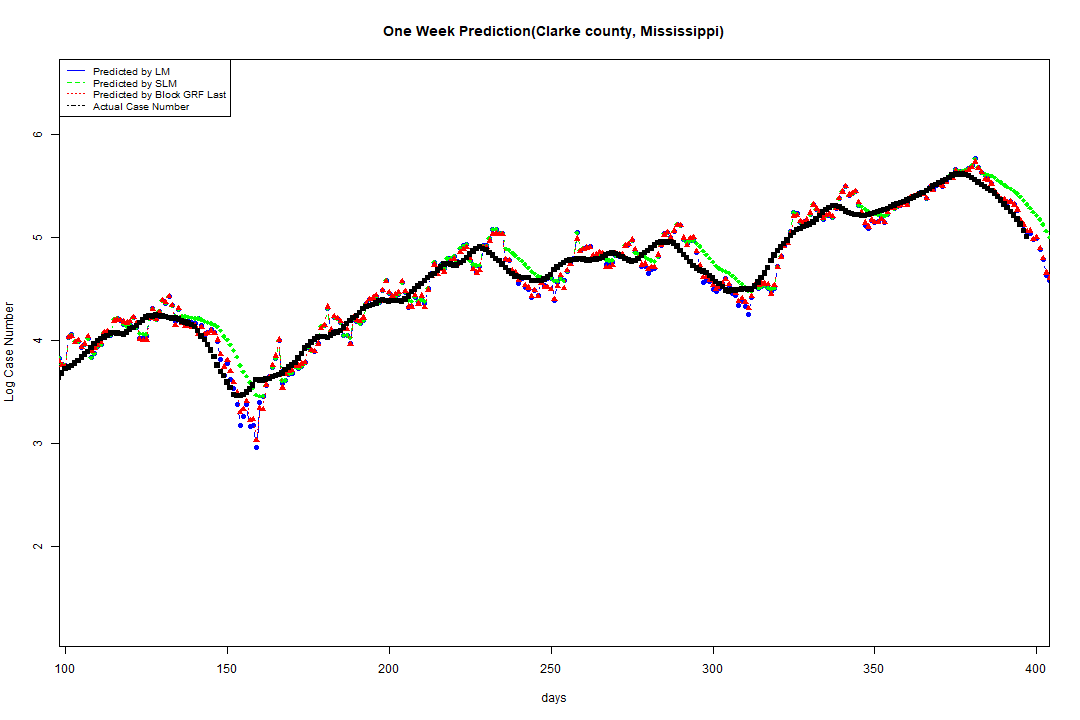 One Week Prediction(Clarke county, Mississippi)
Predicted by LM
Predicted by SLM
Predicted by Block GRF Last
Actual Case Number
6
5
4
3
2
Log Case Number
100 150 200 250 300 350 400
days